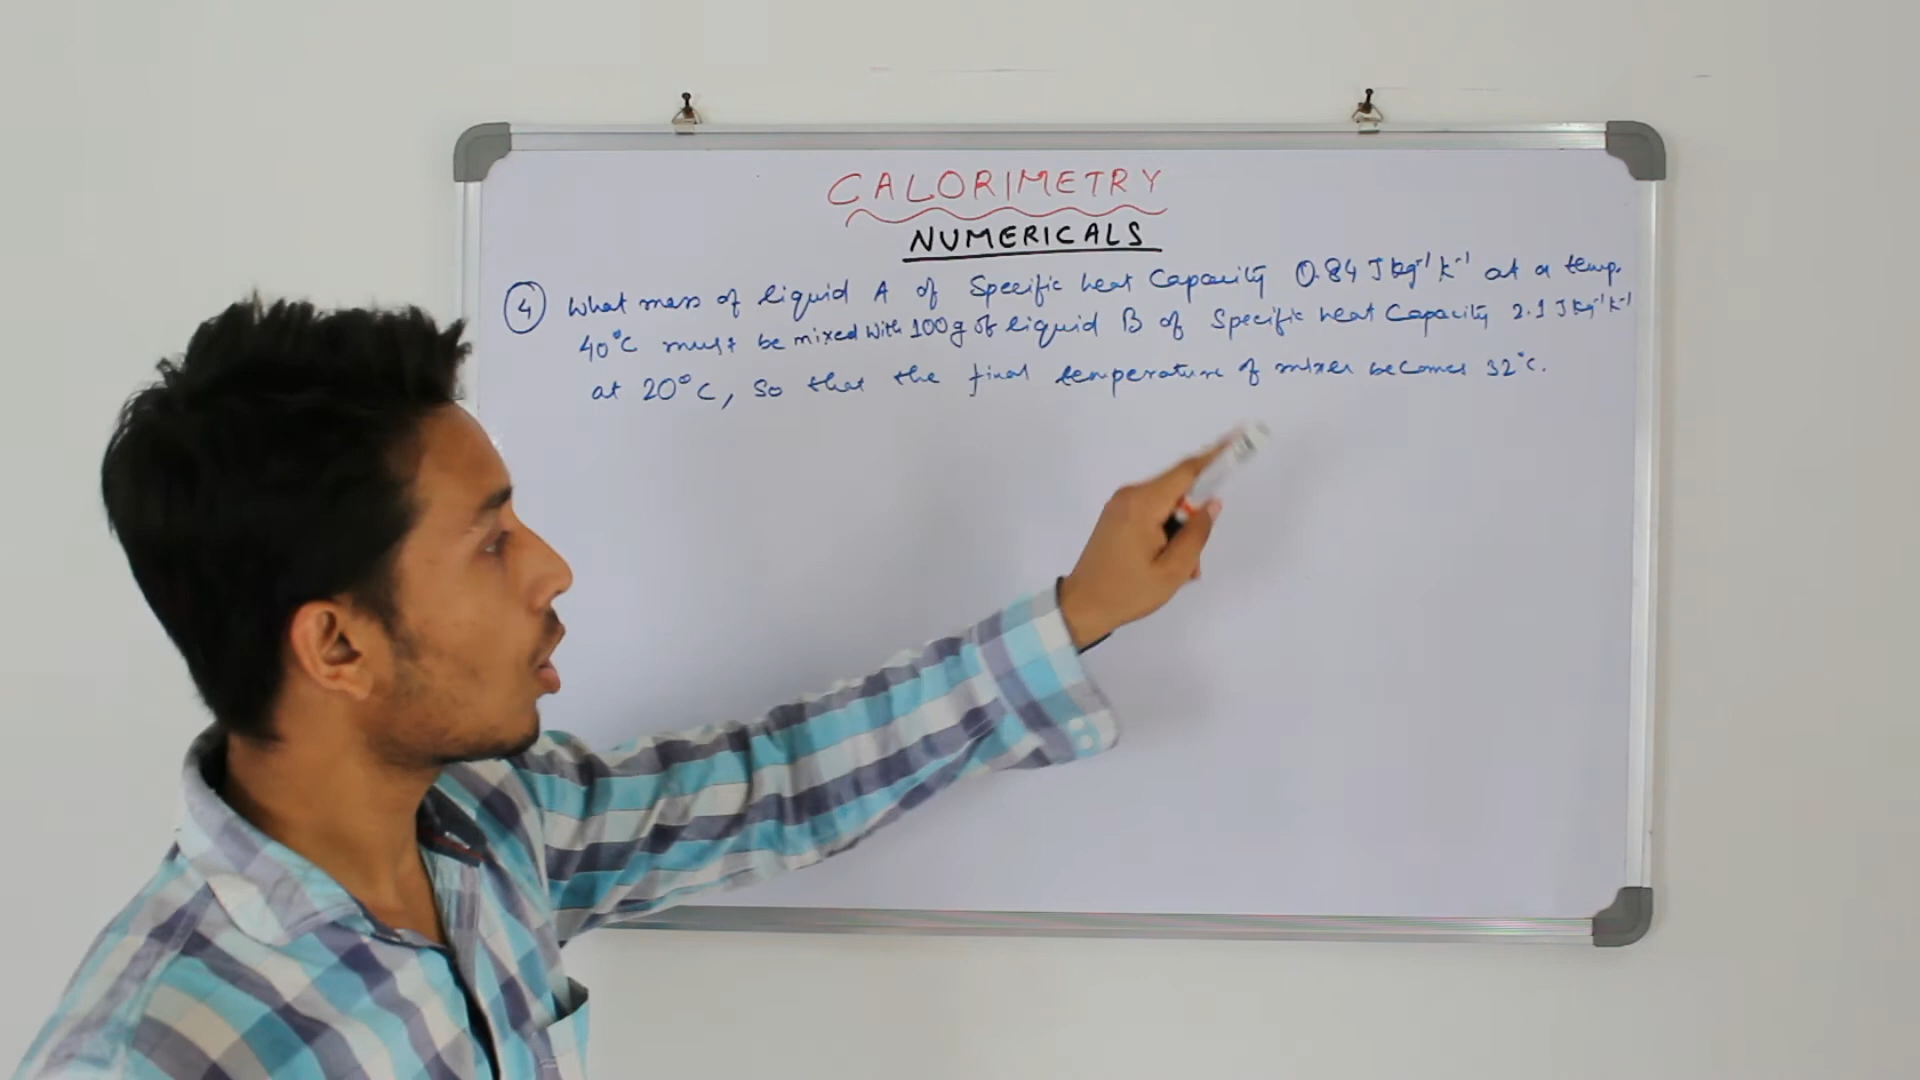 CALORIMETRY
NUMERICALS
4 What mass of liquid A of Specific heat Capacity 0.84 J kg⁻¹ k⁻¹ at a temp.
40°C must be mixed with 100g of liquid B of Specific heat Capacity 2.1 J kg⁻¹ k⁻¹
at 20°C, So that the final temperature of mixer becomes 32°C.